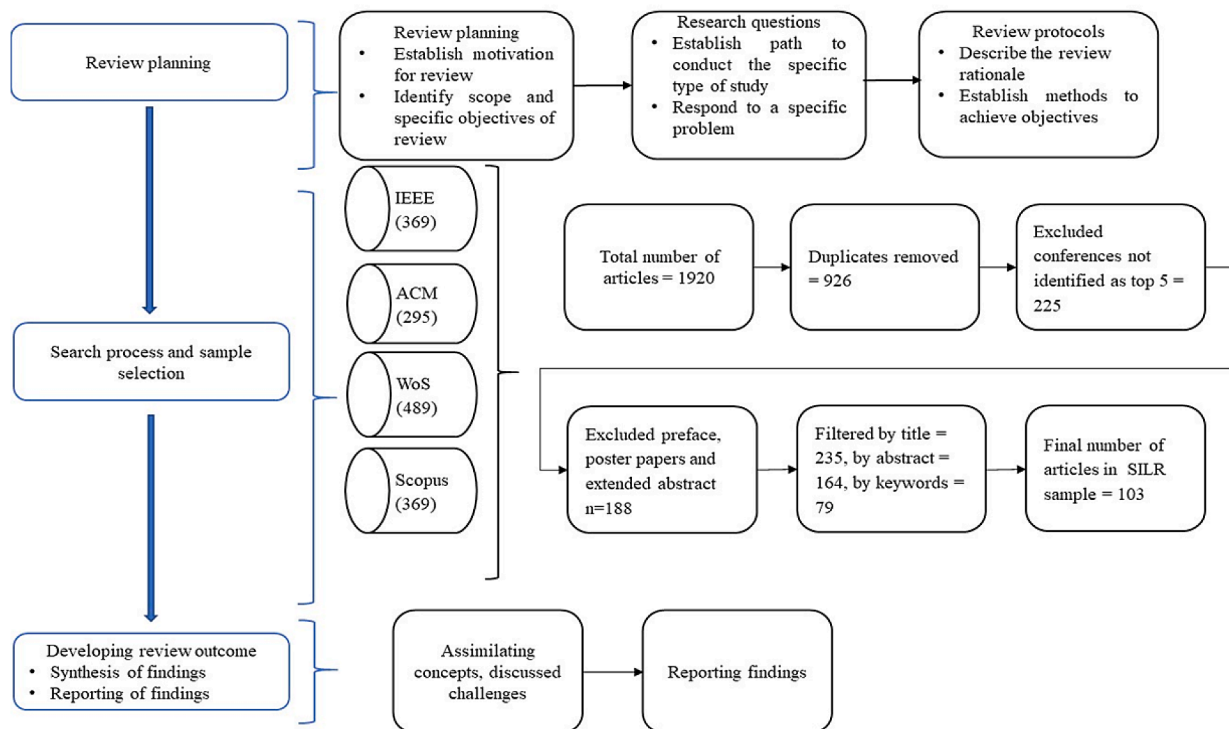 Review planning
Review planning
• Establish motivation
for review
• Identify scope and
specific objectives of
review
Research questions
• Establish path to
conduct the specific
type of study
• Respond to a specific
problem
Review protocols
• Describe the review
rationale
• Establish methods to
achieve objectives
Search process and sample
selection
IEEE
(369)
ACM
(295)
WoS
(489)
Scopus
(369)
Total number of
articles = 1920
Duplicates removed
= 926
Excluded
conferences not
identified as top 5 =
225
Excluded preface,
poster papers and
extended abstract
n=188
Filtered by title =
235, by abstract =
164, by keywords =
79
Final number of
articles in SILR
sample = 103
Developing review outcome
• Synthesis of findings
• Reporting of findings
Assimilating
concepts, discussed
challenges
Reporting findings